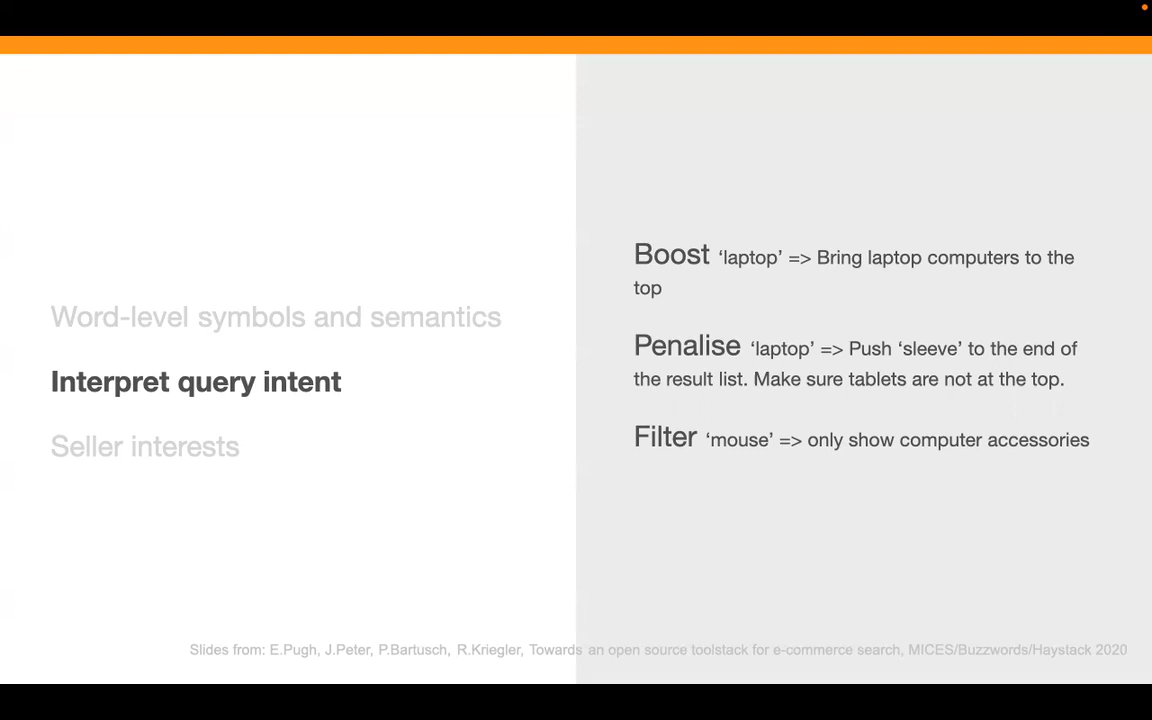 Word-level symbols and semantics
Interpret query intent
Seller interests
Boost ‘laptop’ => Bring laptop computers to the
top
Penalise ‘laptop’ => Push ‘sleeve’ to the end of
the result list. Make sure tablets are not at the top.
Filter ‘mouse’ => only show computer accessories
Slides from: E.Pugh, J.Peter, P.Bartusch, R.Kriegler, Towards an open source toolstack for e-commerce search, MICES/Buzzwords/Haystack 2020